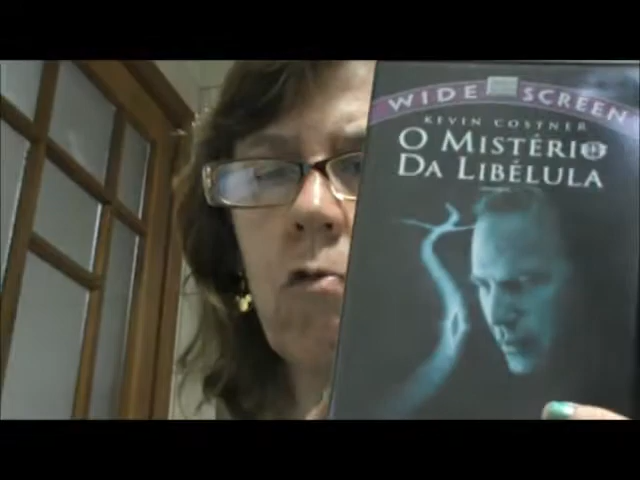 WIDE SCREEN
KEVIN COSTNER
O MISTÉRIO
DA LIBÉLULA